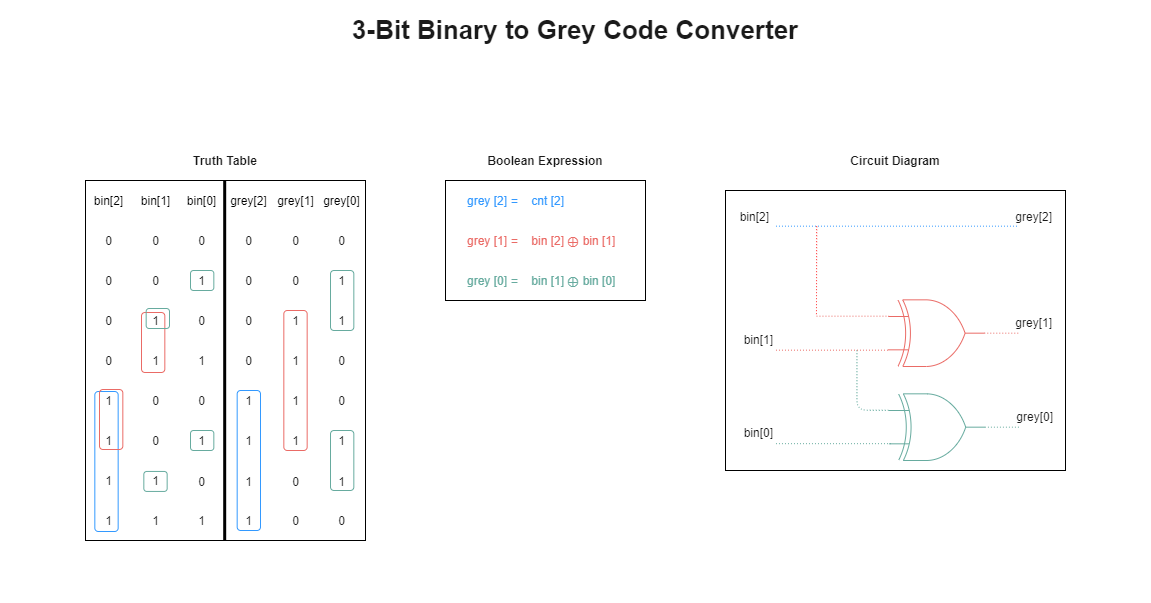 3-Bit Binary to Grey Code Converter
Truth Table
bin[2] bin[1] bin[0] grey[2] grey[1] grey[0]
0 0 0 0 0 0
0 0 1 0 0 1
0 1 0 0 1 1
0 1 1 0 1 0
1 0 0 1 1 0
1 0 1 1 1 1
1 1 0 1 0 1
1 1 1 1 0 0
Boolean Expression
grey [2] = cnt [2]
grey [1] = bin [2] ⊕ bin [1]
grey [0] = bin [1] ⊕ bin [0]
Circuit Diagram
bin[2] grey[2]
grey[1]
bin[1]
grey[0]
bin[0]